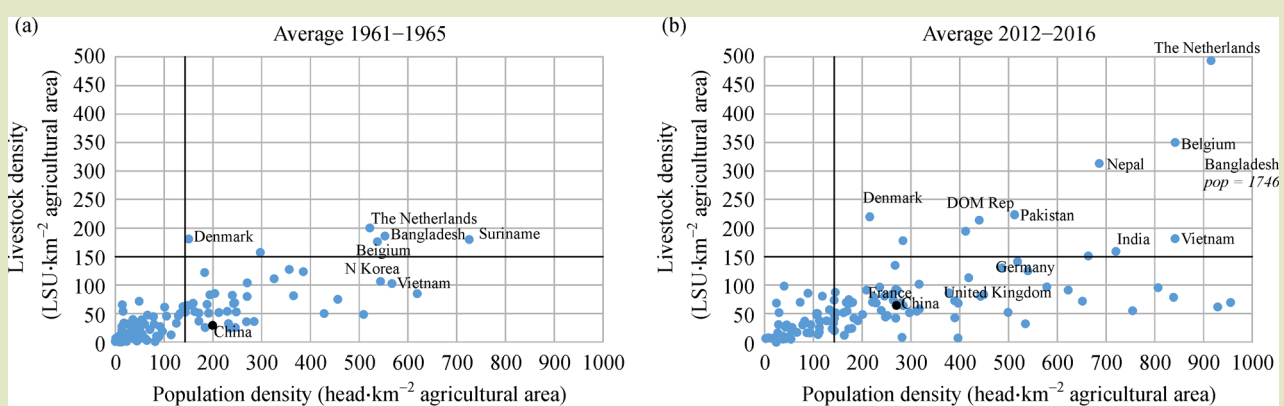 (a)
Average 1961−1965
Livestock density
(LSU·km⁻² agricultural area)
500
450
400
350
300
250
200
150
100
50
0
The Netherlands
Denmark
Bangladesh
Suriname
Beigium
N Korea
Vietnam
China
0 100 200 300 400 500 600 700 800 900 1000
Population density (head·km⁻² agricultural area)
(b)
Average 2012−2016
Livestock density
(LSU·km⁻² agricultural area)
500
450
400
350
300
250
200
150
100
50
0
The Netherlands
Belgium
Nepal
Bangladesh
pop = 1746
Denmark
DOM Rep
Pakistan
India
Vietnam
Germany
France
China
United Kingdom
0 100 200 300 400 500 600 700 800 900 1000
Population density (head·km⁻² agricultural area)